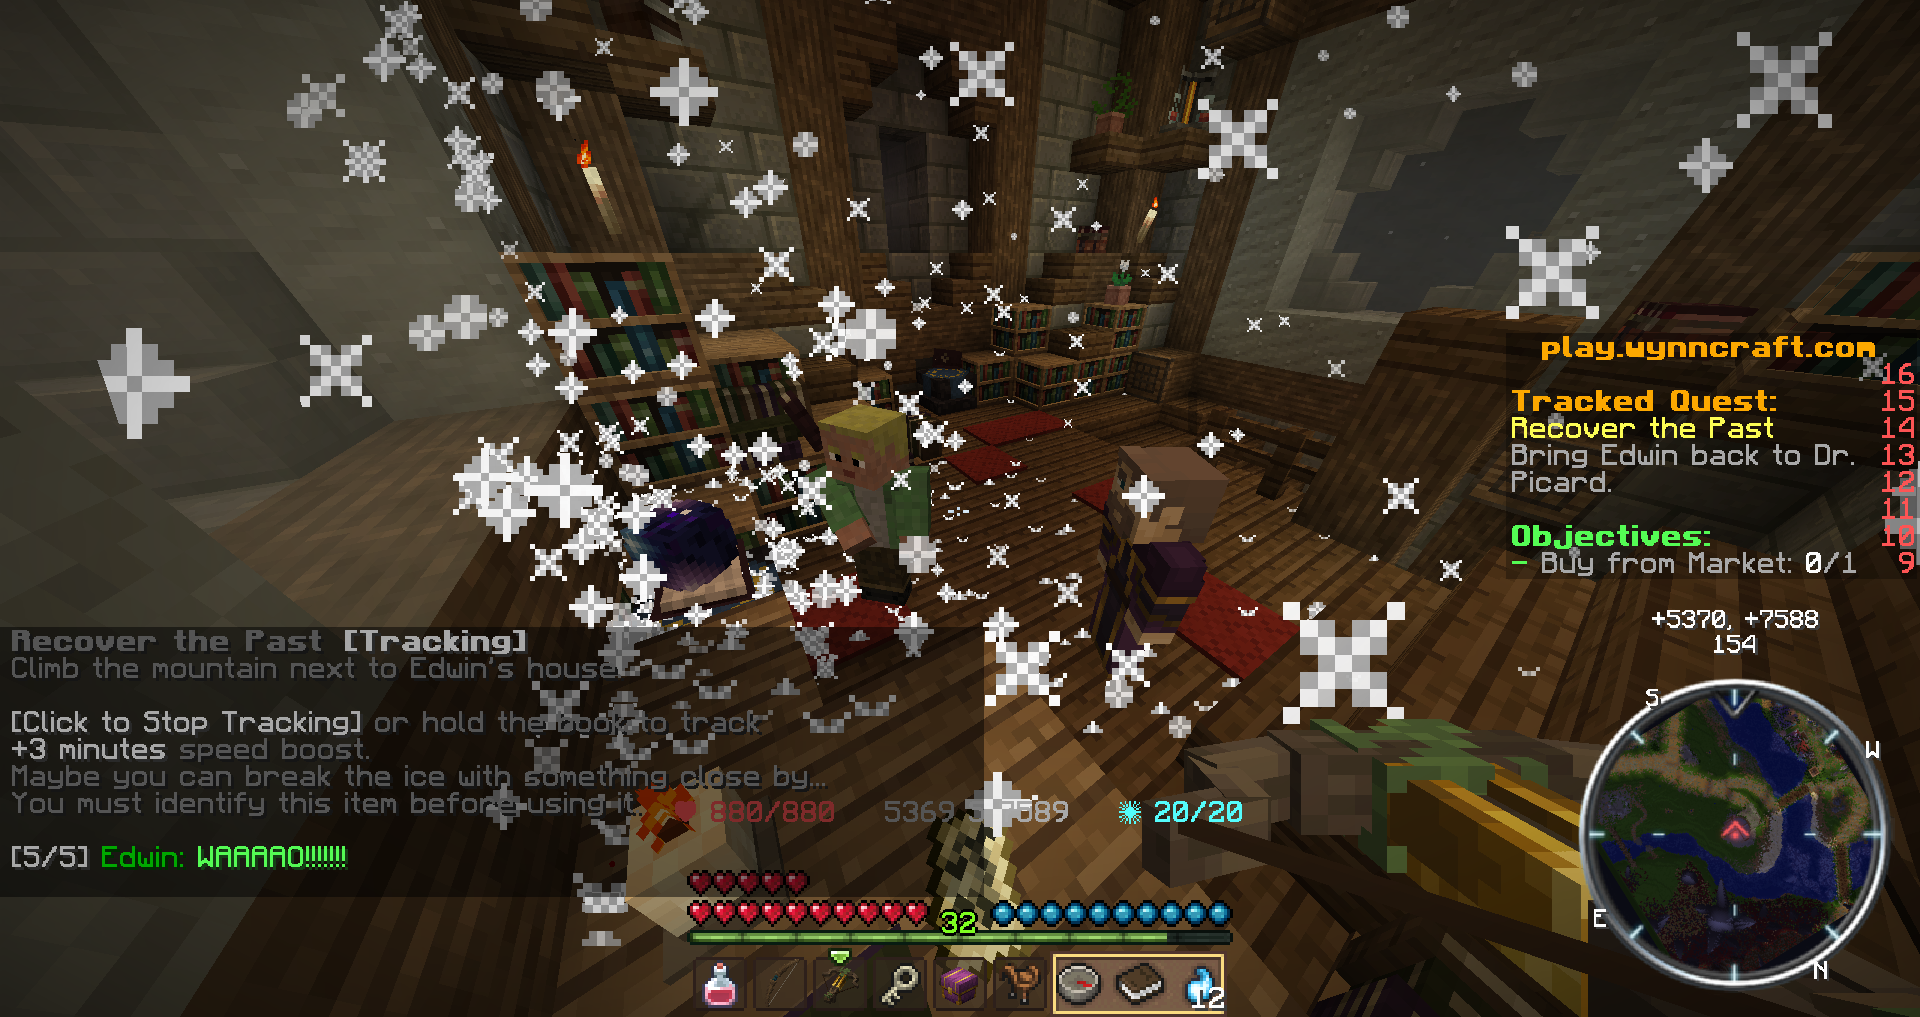 play.wynncraft.com
16
Tracked Quest: 15
Recover the Past 14
Bring Edwin back to Dr. 13
Picard. 12
11
Objectives: 10
- Buy from Market: 0/1 9
+5370, +7588
154
S
W
E
N
Recover the Past [Tracking]
Climb the mountain next to Edwin's house.
[Click to Stop Tracking] or hold the book to track
+3 minutes speed boost.
Maybe you can break the ice with something close by...
You must identify this item before using it.
[5/5] Edwin: WAAAAO!!!!!!!
880/880 5369 20/20
32
12